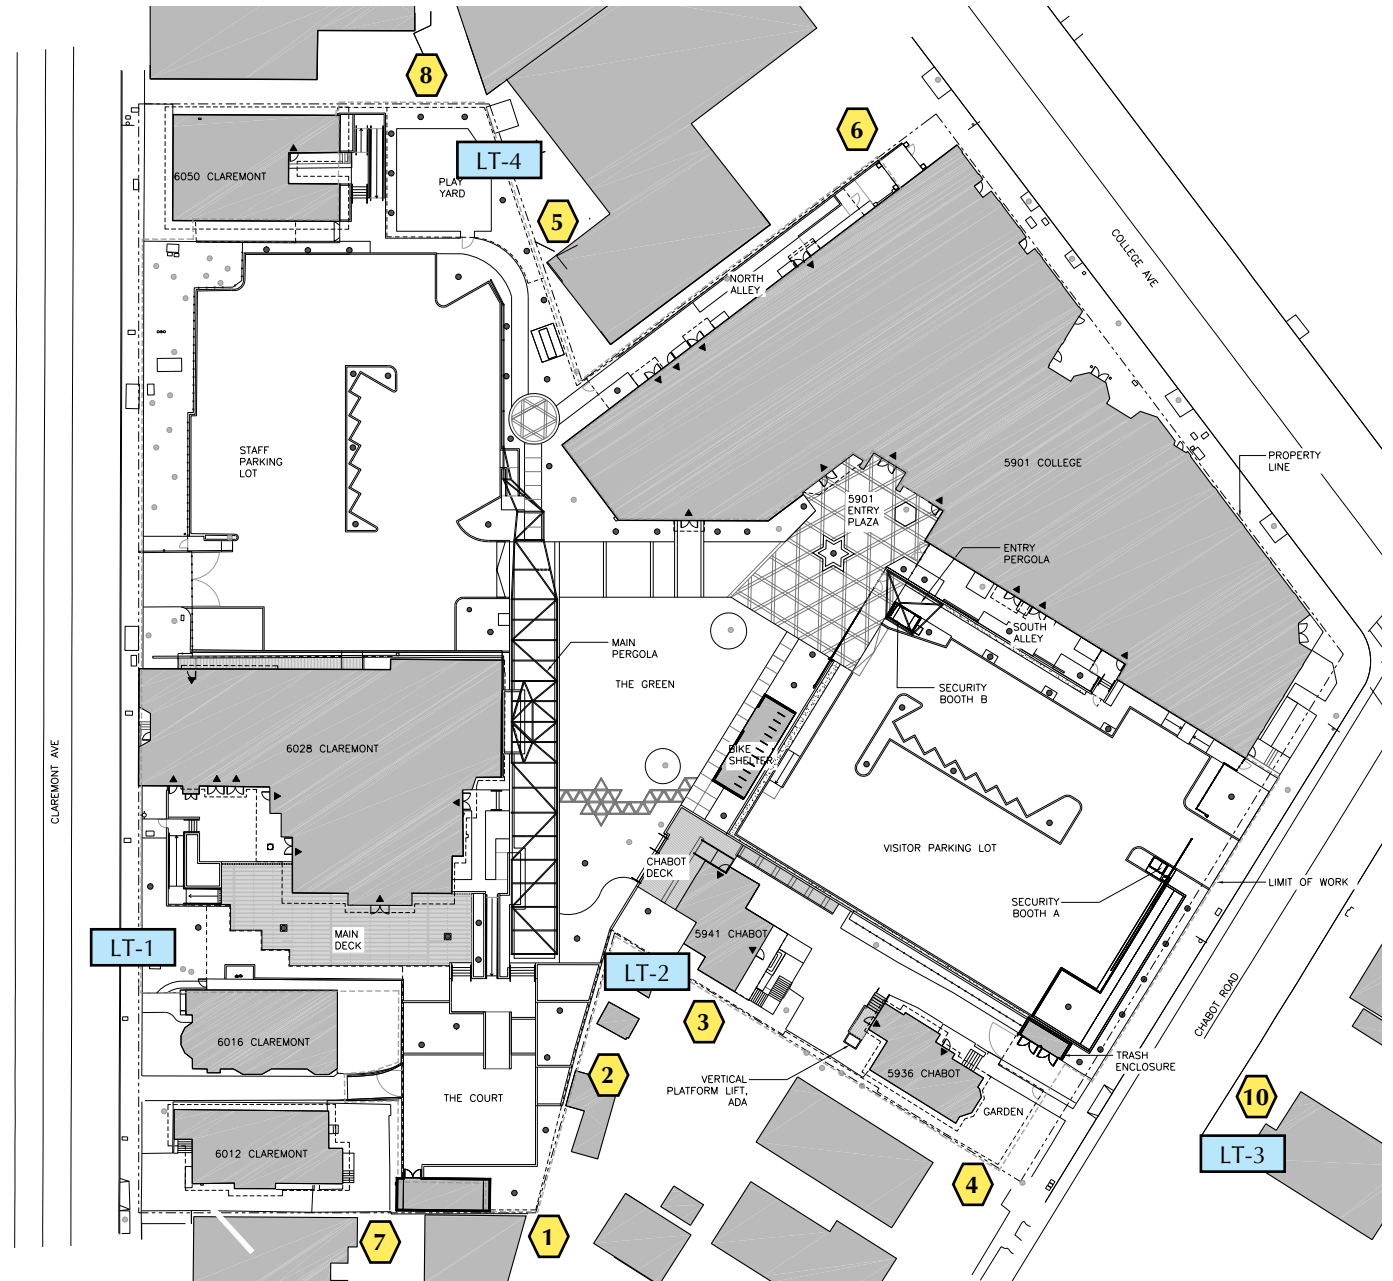 8
6
LT-4
6050 CLAREMONT
PLAY
YARD
5
COLLEGE AVE
NORTH
ALLEY
STAFF
PARKING
LOT
5901 COLLEGE
PROPERTY
LINE
5901
ENTRY
PLAZA
ENTRY
PERGOLA
SOUTH
ALLEY
MAIN
PERGOLA
THE GREEN
SECURITY
BOOTH B
CLAREMONT AVE
6028 CLAREMONT
BIKE
SHELTER
VISITOR PARKING LOT
CHABOT
DECK
LIMIT OF WORK
SECURITY
BOOTH A
5941 CHABOT
MAIN
DECK
LT-1
LT-2
CHABOT ROAD
3
6016 CLAREMONT
TRASH
ENCLOSURE
2
5936 CHABOT
VERTICAL
PLATFORM LIFT,
ADA
THE COURT
GARDEN
10
6012 CLAREMONT
LT-3
4
7
1